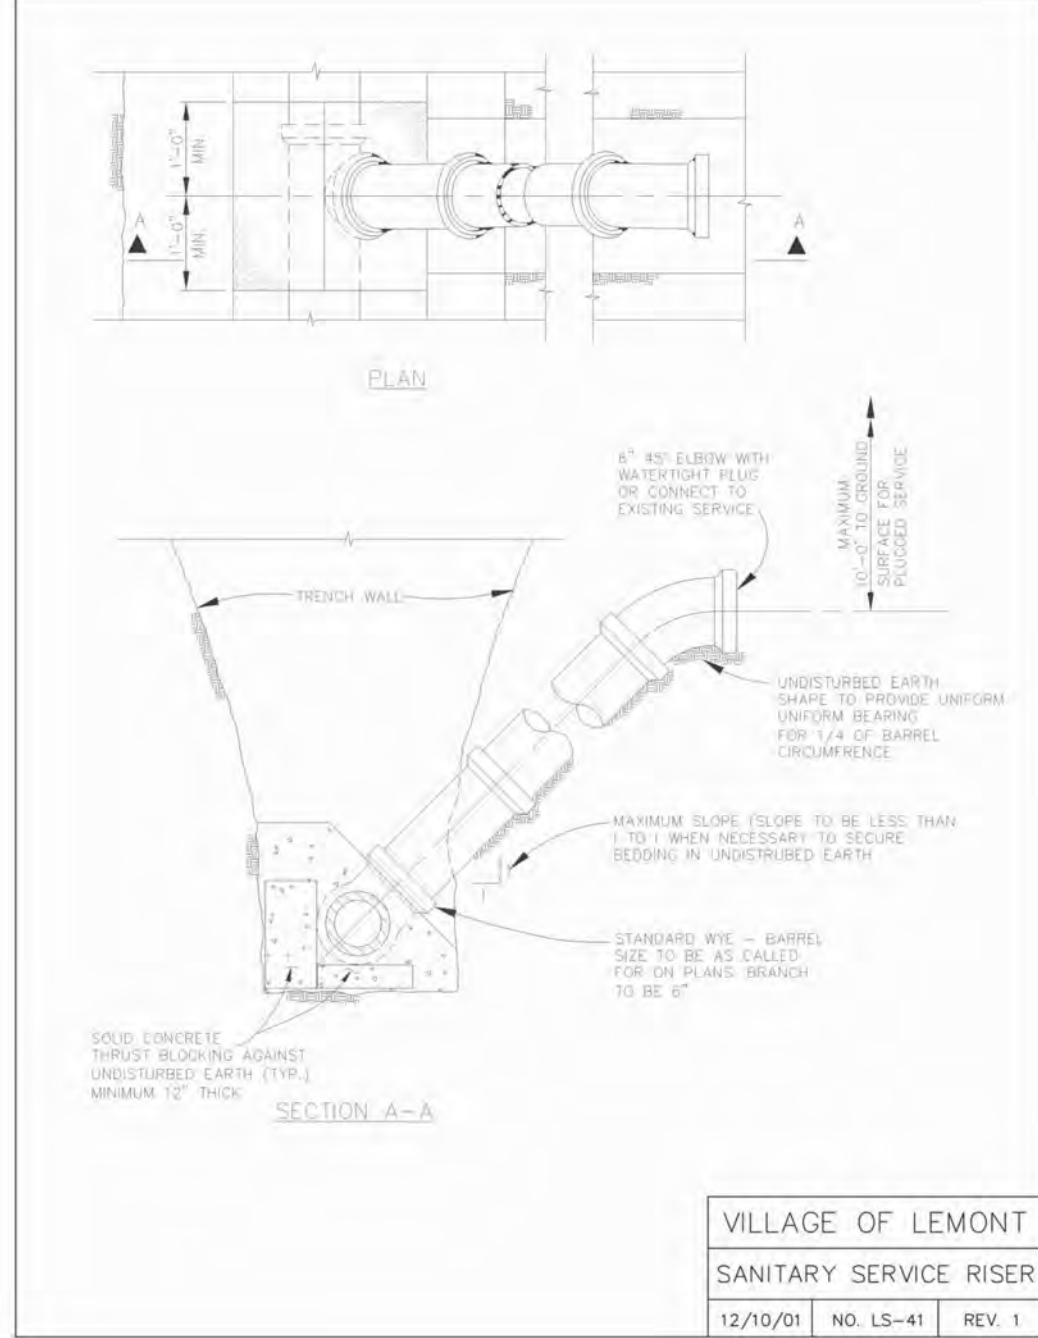 1'-0"
MIN.
1'-0"
MIN.
A
A
PLAN
MAXIMUM
10'-0" TO GROUND
SURFACE FOR
PLUGGED SERVICE
6" 45° ELBOW WITH
WATERTIGHT PLUG
OR CONNECT TO
EXISTING SERVICE
TRENCH WALL
UNDISTURBED EARTH
SHAPE TO PROVIDE UNIFORM
UNIFORM BEARING
FOR 1/4 OF BARREL
CIRCUMFRENCE
MAXIMUM SLOPE (SLOPE TO BE LESS THAN
1 TO 1 WHEN NECESSARY TO SECURE
BEDDING IN UNDISTRUBED EARTH
1
1
STANDARD WYE - BARREL
SIZE TO BE AS CALLED
FOR ON PLANS BRANCH
TO BE 6"
SOLID CONCRETE
THRUST BLOCKING AGAINST
UNDISTURBED EARTH (TYP.)
MINIMUM 12" THICK
SECTION A-A
VILLAGE OF LEMONT
SANITARY SERVICE RISER
12/10/01 NO. LS-41 REV. 1